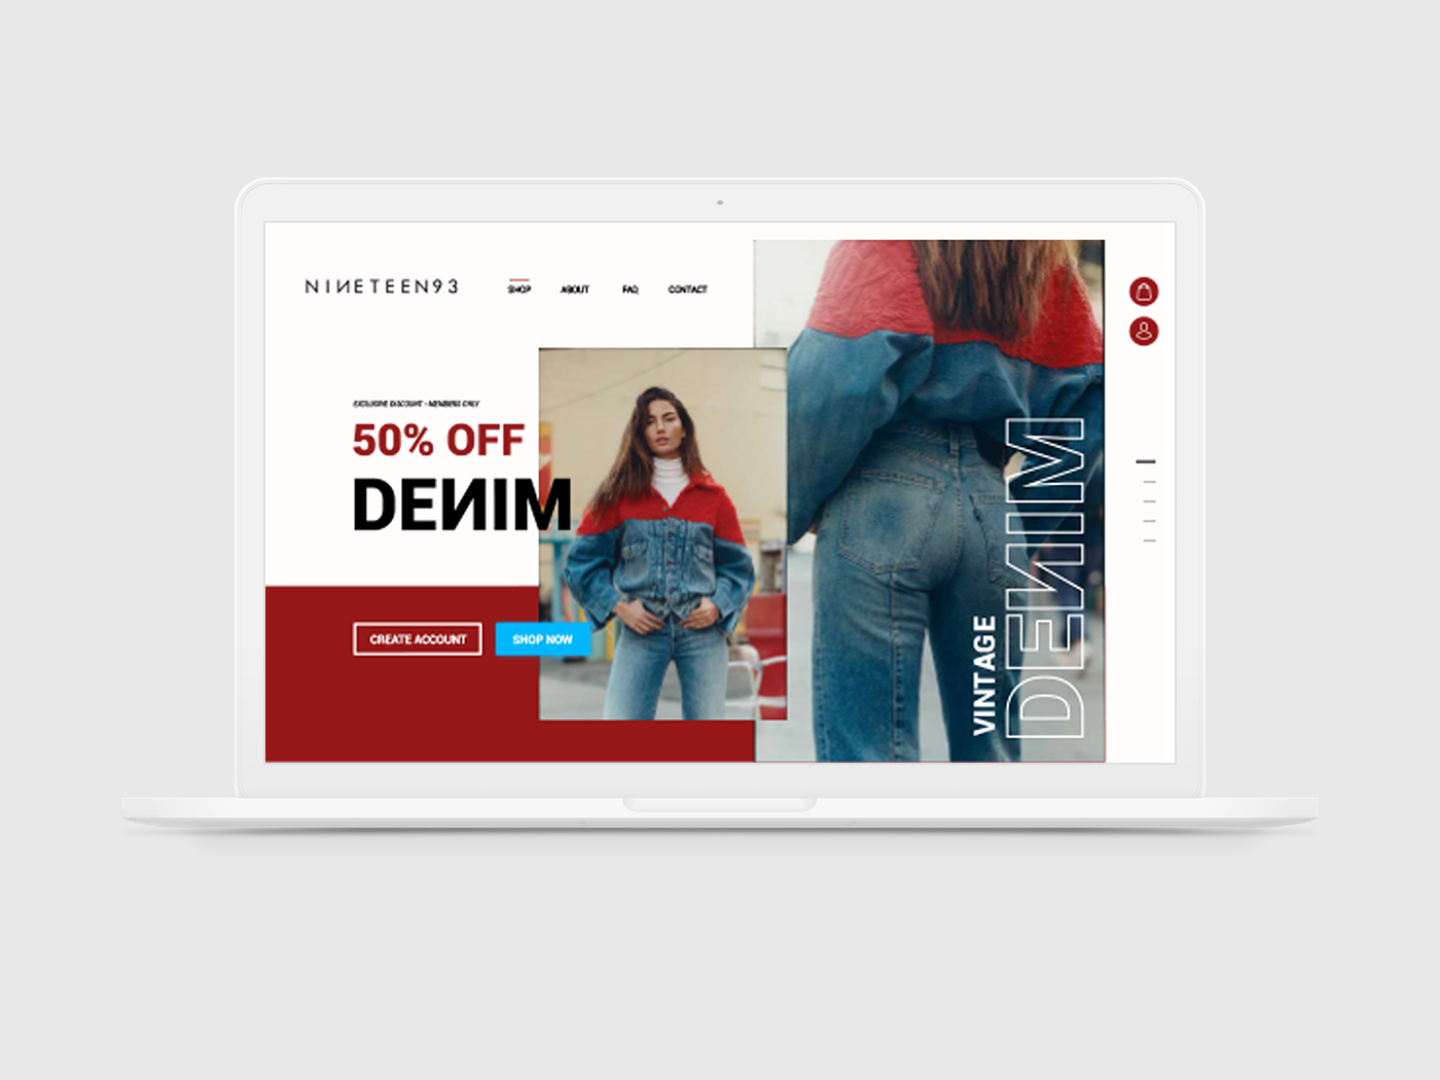 NIИETEEN93
SHOP ABOUT FAQ CONTACT
EXCLUSIVE DISCOUNT - MEMBERS ONLY
50% OFF
DEИIM
CREATE ACCOUNT SHOP NOW
VINTAGE
DEИIM